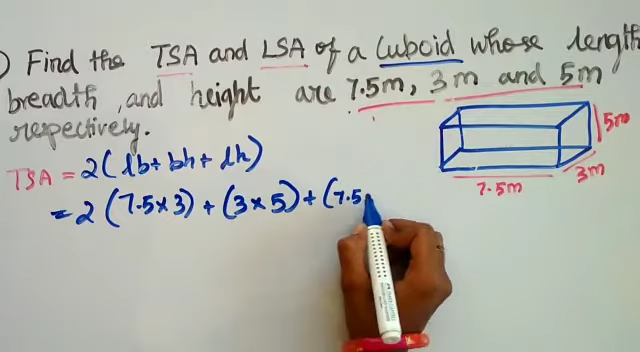 ) Find the TSA and LSA of a Cuboid whose length
breadth, and height are 7.5m, 3m and 5m
respectively.
5m
3m
7.5m
TSA = 2(lb+bh+lh)
= 2 (7.5×3) + (3×5) + (7.5